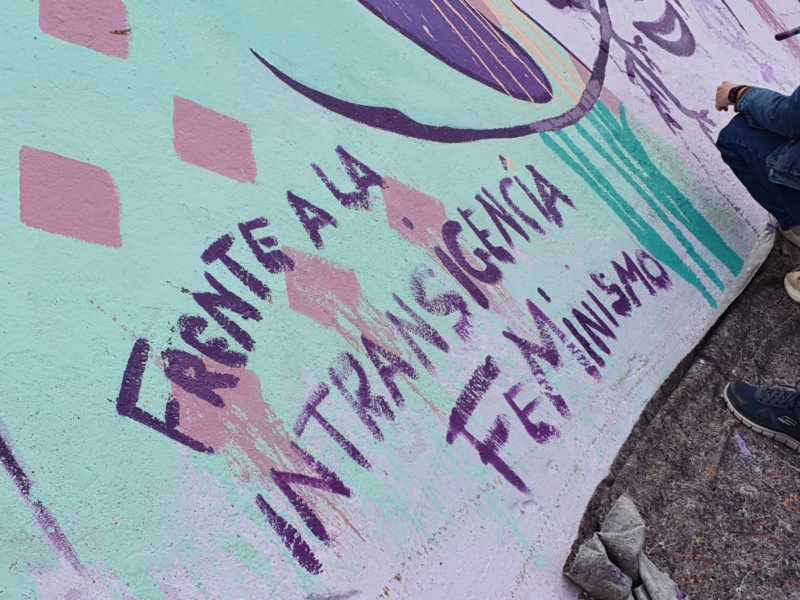 FRENTE A LA
INTRANSIGENCIA
FEMINISMO